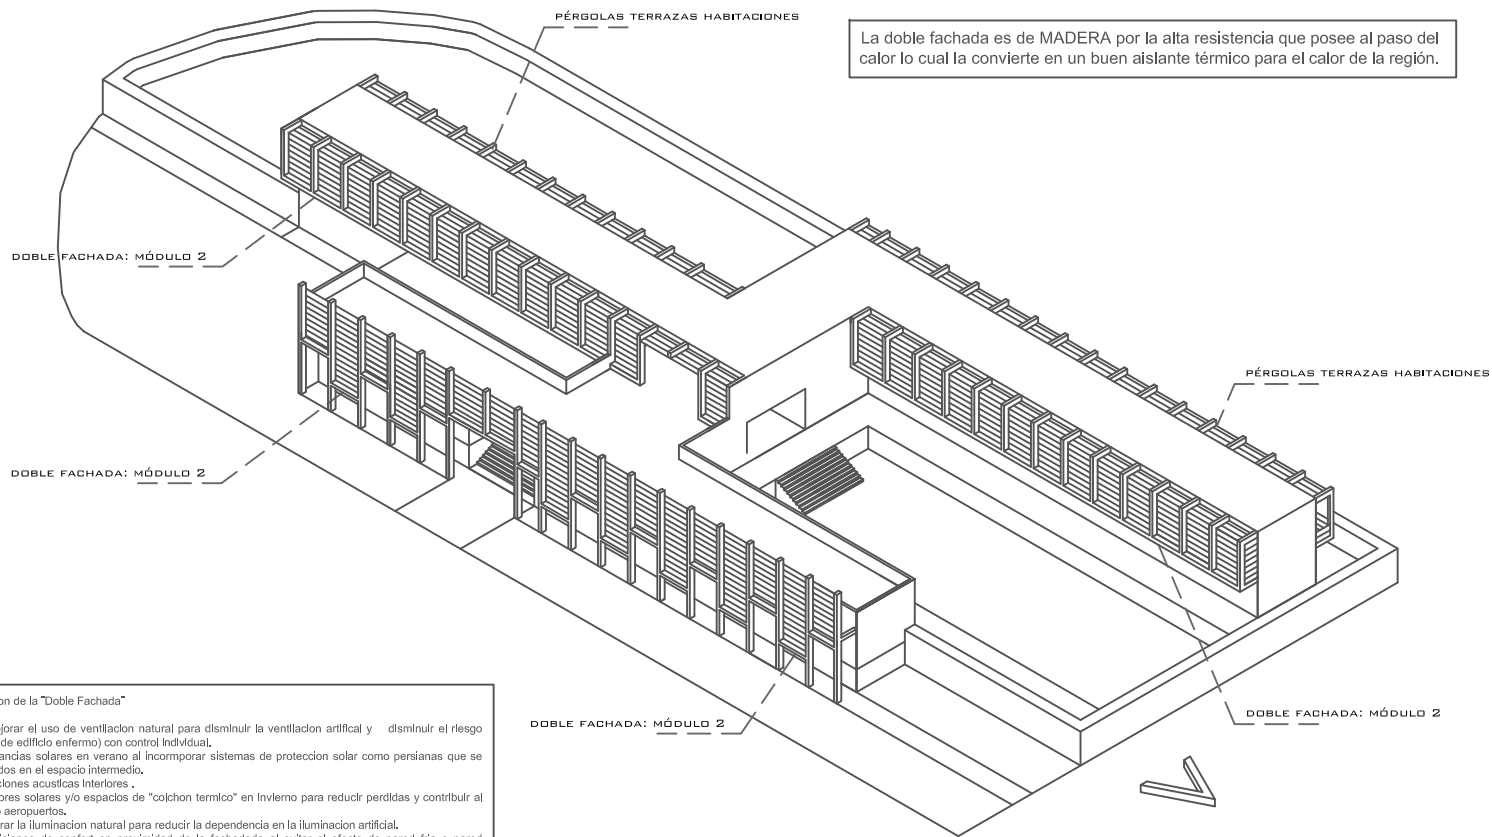 PÉRGOLAS TERRAZAS HABITACIONES
La doble fachada es de MADERA por la alta resistencia que posee al paso del
calor lo cual la convierte en un buen aislante térmico para el calor de la región.
DOBLE FACHADA: MÓDULO 2
PÉRGOLAS TERRAZAS HABITACIONES
DOBLE FACHADA: MÓDULO 2
DOBLE FACHADA: MÓDULO 2
DOBLE FACHADA: MÓDULO 2
on de la "Doble Fachada"
jorar el uso de ventilacion natural para disminuir la ventilacion artifical y disminuir el riesgo
de edificio enfermo) con control individual.
ancias solares en verano al incormporar sistemas de proteccion solar como persianas que se
dos en el espacio intermedio.
ciones acusticas interiores .
ores solares y/o espacios de "colchon termico" en invierno para reducir perdidas y contribuir al
o aeropuertos.
rar la iluminacion natural para reducir la dependencia en la iluminacion artificial.